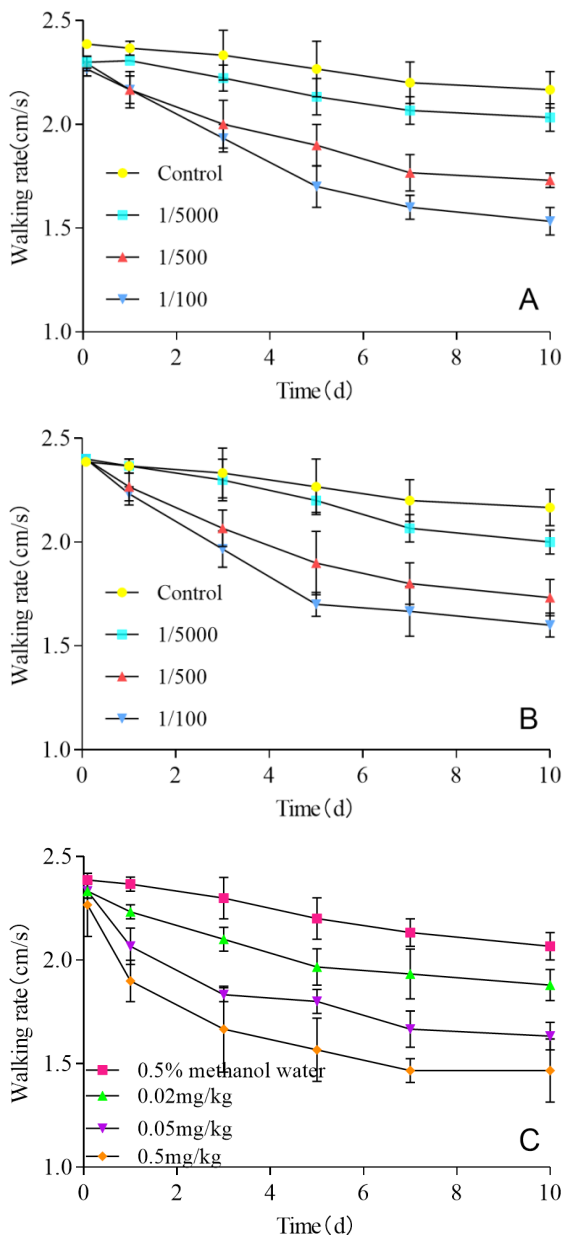 2.5
2.0
1.5
1.0
Walking rate(cm/s)
Control
1/5000
1/500
1/100
A
0 2 4 6 8 10
Time(d)
2.5
2.0
1.5
1.0
Walking rate(cm/s)
Control
1/5000
1/500
1/100
B
0 2 4 6 8 10
Time(d)
2.5
2.0
1.5
1.0
Walking rate(cm/s)
0.5% methanol water
0.02mg/kg
0.05mg/kg
0.5mg/kg
C
0 2 4 6 8 10
Time(d)